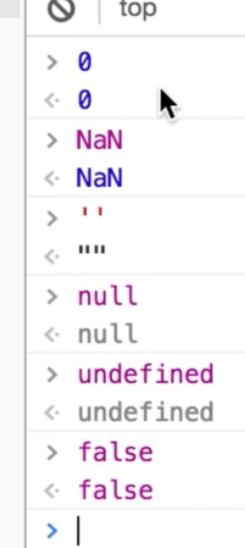 top
> 0
<· 0
> NaN
<· NaN
> ''
<· ""
> null
<· null
> undefined
<· undefined
> false
<· false
>